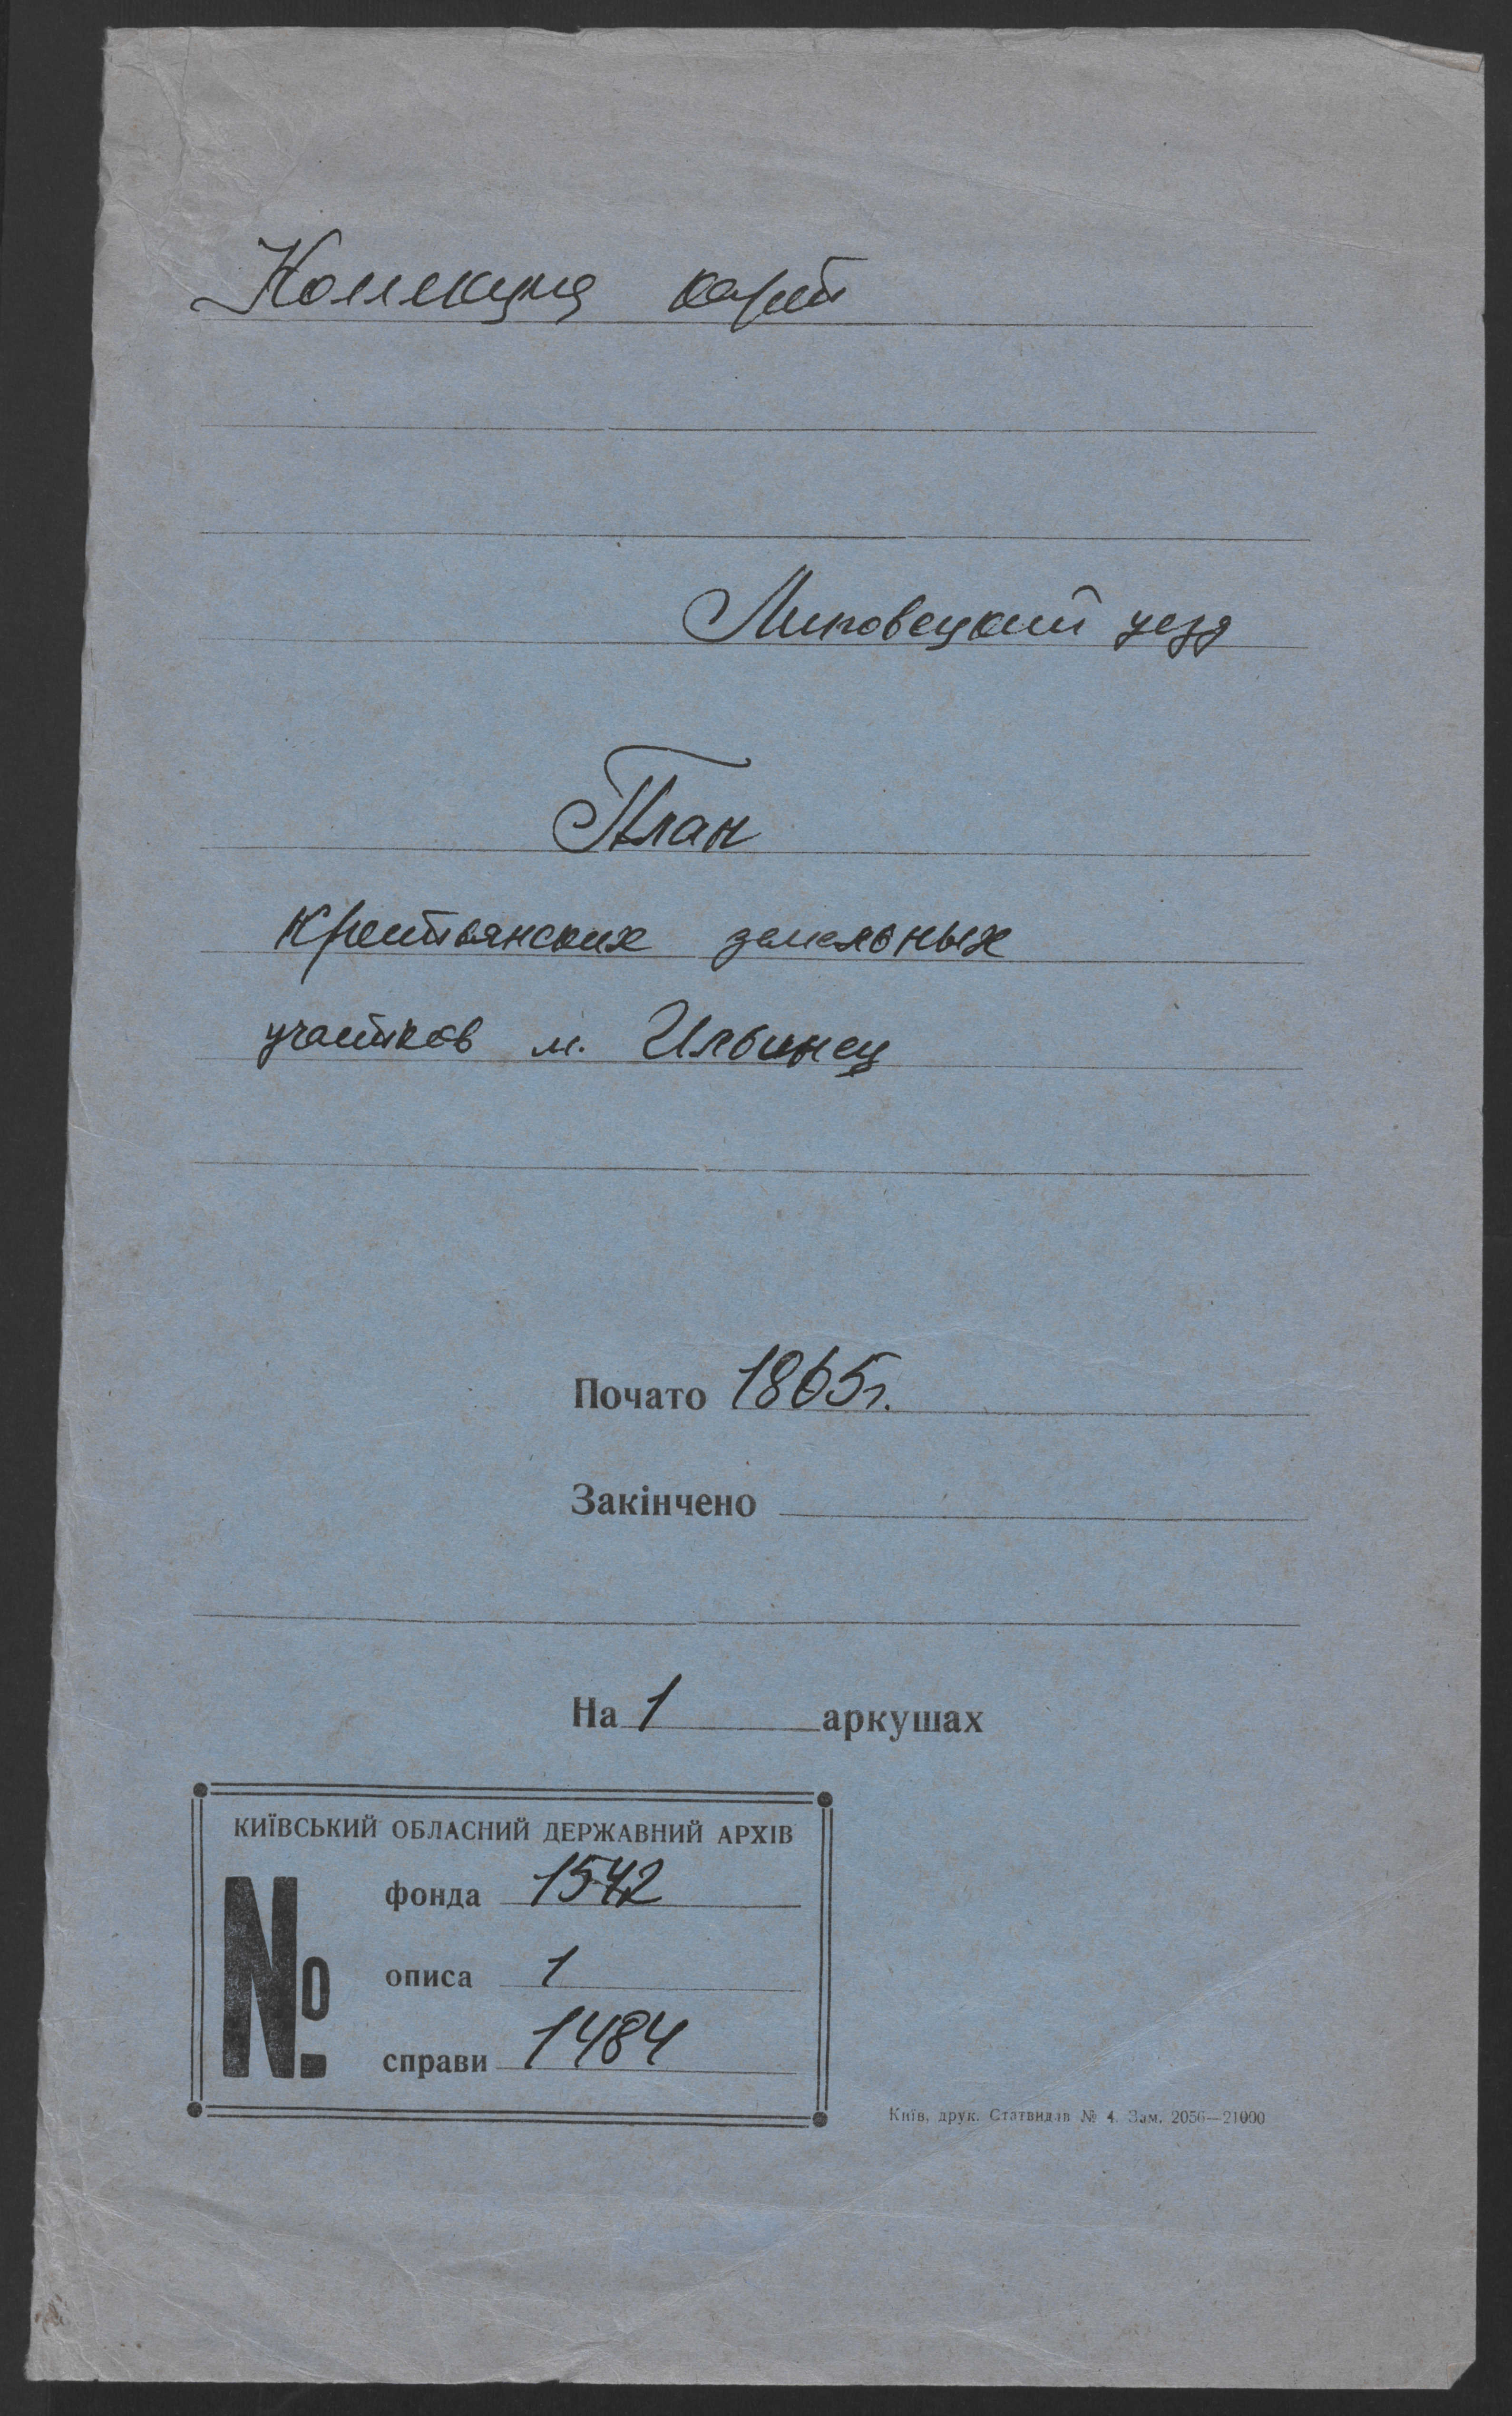 Коллекция карт
Липовецкий уезд
План
крестьянских земельных
участков м. Ильинец
Почато 1865г.
Закінчено
На 1 аркушах
КИЇВСЬКИЙ ОБЛАСНИЙ ДЕРЖАВНИЙ АРХІВ
№
фонда 1542
описа 1
справи 1484
Київ, друк. Статвидав № 4. Зам. 2056—21000